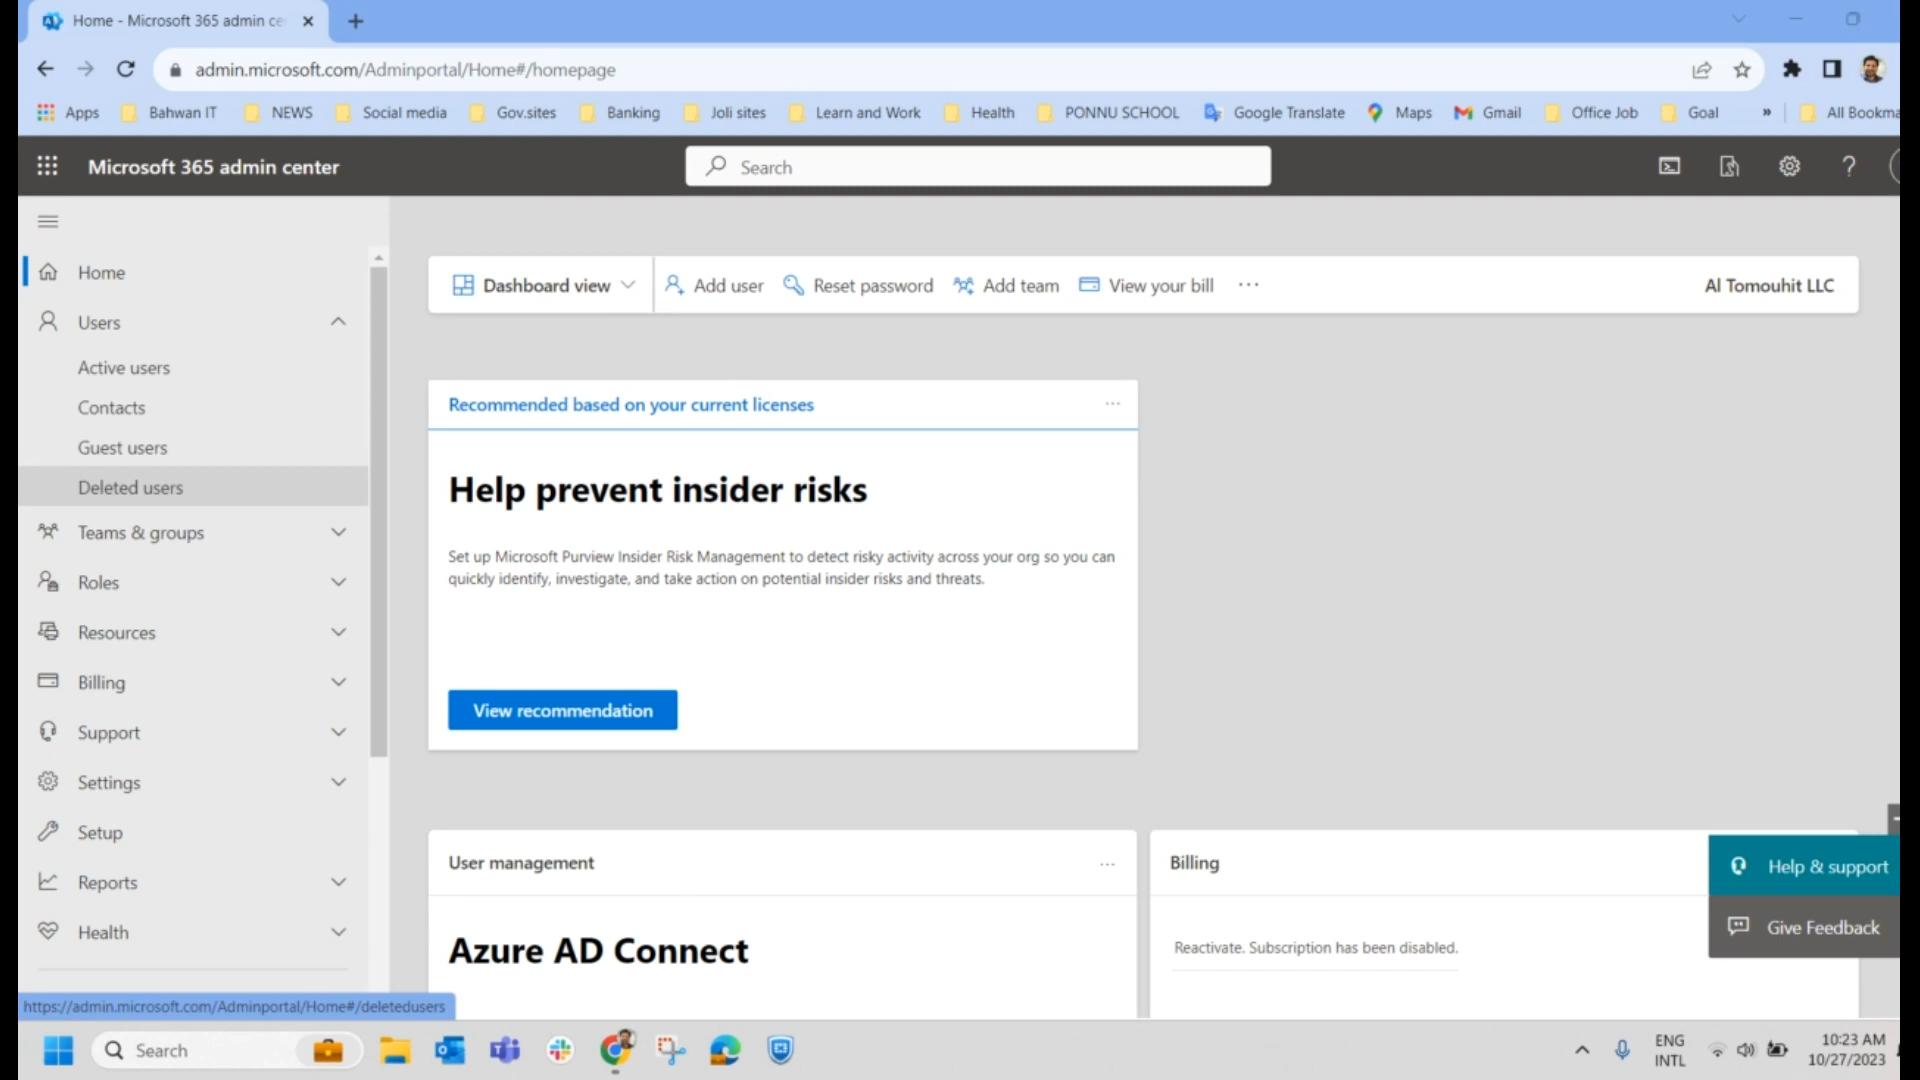 Home - Microsoft 365 admin ce
admin.microsoft.com/Adminportal/Home#/homepage
Apps
Bahwan IT
NEWS
Social media
Gov.sites
Banking
Joli sites
Learn and Work
Health
PONNU SCHOOL
Google Translate
Maps
Gmail
Office Job
Goal
»
All Bookma
Microsoft 365 admin center
Search
Home
Users
Active users
Contacts
Guest users
Deleted users
Teams & groups
Roles
Resources
Billing
Support
Settings
Setup
Reports
Health
Dashboard view
Add user
Reset password
Add team
View your bill
Al Tomouhit LLC
Recommended based on your current licenses
Help prevent insider risks
Set up Microsoft Purview Insider Risk Management to detect risky activity across your org so you can
quickly identify, investigate, and take action on potential insider risks and threats.
View recommendation
User management
Azure AD Connect
Billing
Reactivate. Subscription has been disabled.
Help & support
Give Feedback
https://admin.microsoft.com/Adminportal/Home#/deletedusers
Search
ENG
INTL
10:23 AM
10/27/2023